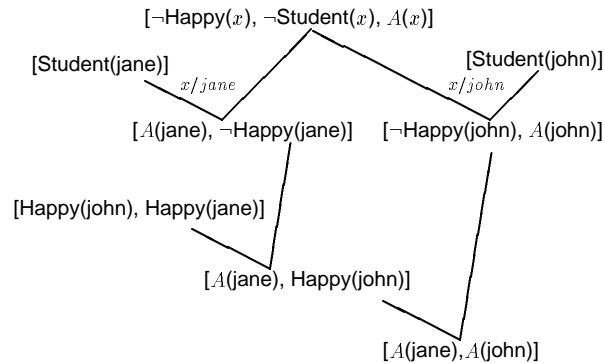 [¬Happy(x), ¬Student(x), A(x)]
[Student(jane)]
[Student(john)]
x/jane
x/john
[A(jane), ¬Happy(jane)]
[¬Happy(john), A(john)]
[Happy(john), Happy(jane)]
[A(jane), Happy(john)]
[A(jane),A(john)]